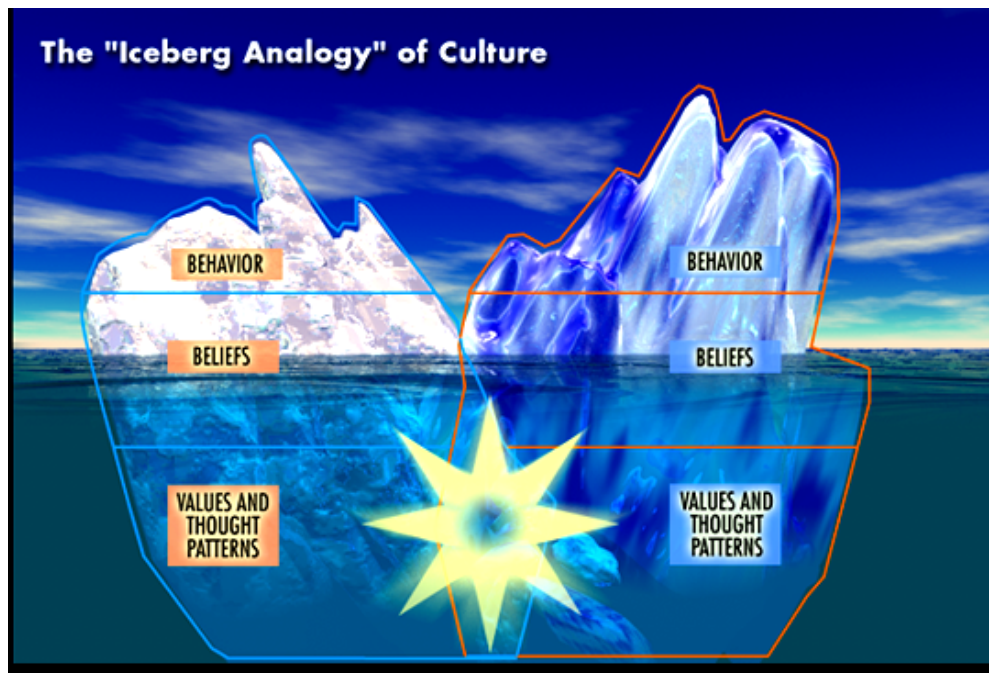 The "Iceberg Analogy" of Culture
BEHAVIOR
BEHAVIOR
BELIEFS
BELIEFS
VALUES AND
THOUGHT
PATTERNS
VALUES AND
THOUGHT
PATTERNS